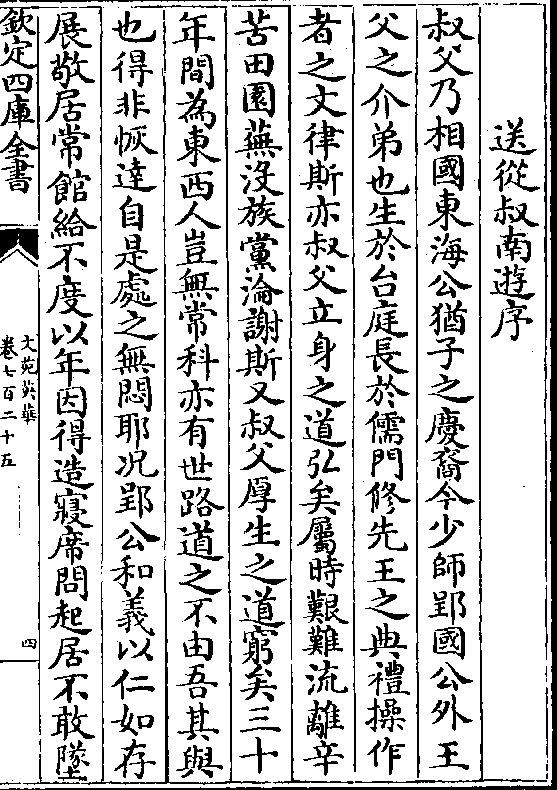 送從叔南遊序
叔父乃相國東海公猶子之慶裔今少師郢國公外王
父之介弟也生於台庭長於儒門修先王之典禮操作
者之文律斯亦叔父立身之道弘矣屬時艱難流離辛
苦田園蕪沒族黨淪謝斯又叔父厚生之道窮矣三十
年間為東西人豈無常科亦有世路道之不由吾其與
也得非恢達自是處之無悶耶況郢公和義以仁如存
展敬居常館給不度以年因得造寢席問起居不敢墜
欽定四庫全書
文苑英華
卷七百二十五
四